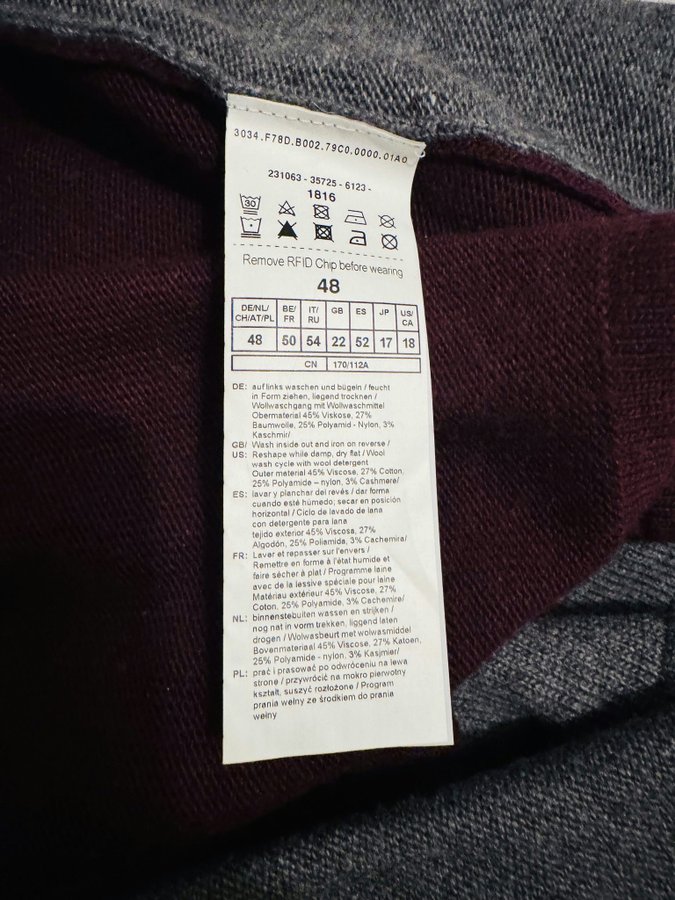 3034.F78D.B002.79C0.0000.01A0
231063 - 35725 - 6123 -
1816
30
Remove RFID Chip before wearing
48
DE/NL/ BE/ IT/ GB ES JP US/
CH/AT/PL FR RU CA
48 50 54 22 52 17 18
CN 170/112A
DE: auf links waschen und bügeln / feucht
in Form ziehen, liegend trocknen /
Wollwaschgang mit Wollwaschmittel
Obermaterial 45% Viskose, 27%
Baumwolle, 25% Polyamid - Nylon, 3%
Kaschmir/
GB/ Wash inside out and iron on reverse /
US: Reshape while damp, dry flat / Wool
wash cycle with wool detergent
Outer material 45% Viscose, 27% Cotton,
25% Polyamide – nylon, 3% Cashmere/
ES: lavar y planchar del revés / dar forma
cuando esté húmedo; secar en posición
horizontal / Ciclo de lavado de lana
con detergente para lana
tejido exterior 45% Viscosa, 27%
Algodón, 25% Poliamida, 3% Cachemira/
FR: Laver et repasser sur l'envers /
Remettre en forme à l'état humide et
faire sécher à plat / Programme laine
avec de la lessive spéciale pour laine
Matériau extérieur 45% Viscose, 27%
Coton, 25% Polyamide, 3% Cachemire/
NL: binnenstebuiten wassen en strijken /
nog nat in vorm trekken, liggend laten
drogen / Wolwasbeurt met wolwasmiddel
Bovenmateriaal 45% Viscose, 27% Katoen,
25% Polyamide - nylon, 3% Kasjmier/
PL: prać i prasować po odwróceniu na lewą
stronę / przywrócić na mokro pierwotny
kształt, suszyć rozłożone / Program
prania wełny ze środkiem do prania
wełny